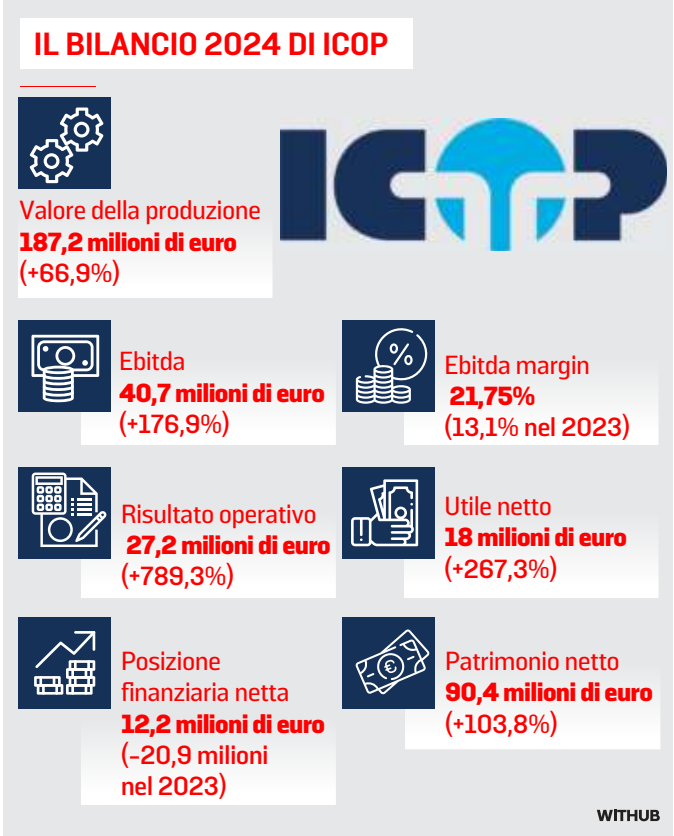 IL BILANCIO 2024 DI ICOP
ICOP
Valore della produzione
187,2 milioni di euro
(+66,9%)
Ebitda
40,7 milioni di euro
(+176,9%)
%
Ebitda margin
21,75%
(13,1% nel 2023)
Risultato operativo
27,2 milioni di euro
(+789,3%)
Utile netto
18 milioni di euro
(+267,3%)
Posizione
finanziaria netta
12,2 milioni di euro
(-20,9 milioni
nel 2023)
€
Patrimonio netto
90,4 milioni di euro
(+103,8%)
WITHUB